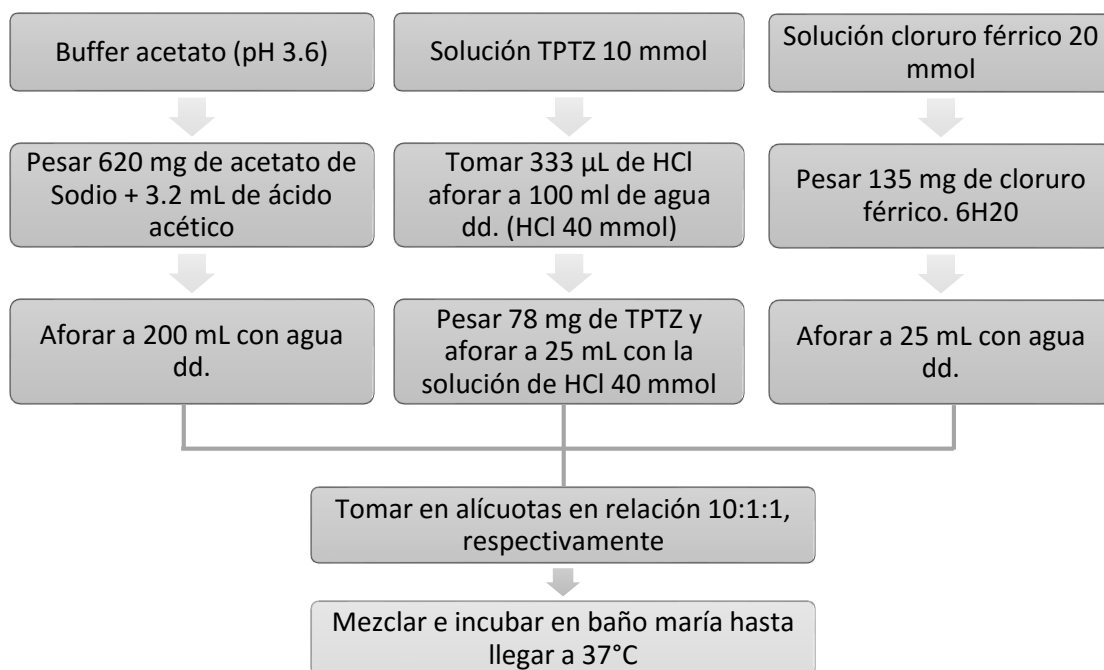 Buffer acetato (pH 3.6)
Pesar 620 mg de acetato de
Sodio + 3.2 mL de ácido
acético
Aforar a 200 mL con agua
dd.
Solución TPTZ 10 mmol
Tomar 333 µL de HCl
aforar a 100 ml de agua
dd. (HCl 40 mmol)
Pesar 78 mg de TPTZ y
aforar a 25 mL con la
solución de HCl 40 mmol
Solución cloruro férrico 20
mmol
Pesar 135 mg de cloruro
férrico. 6H20
Aforar a 25 mL con agua
dd.
Tomar en alícuotas en relación 10:1:1,
respectivamente
Mezclar e incubar en baño maría hasta
llegar a 37°C